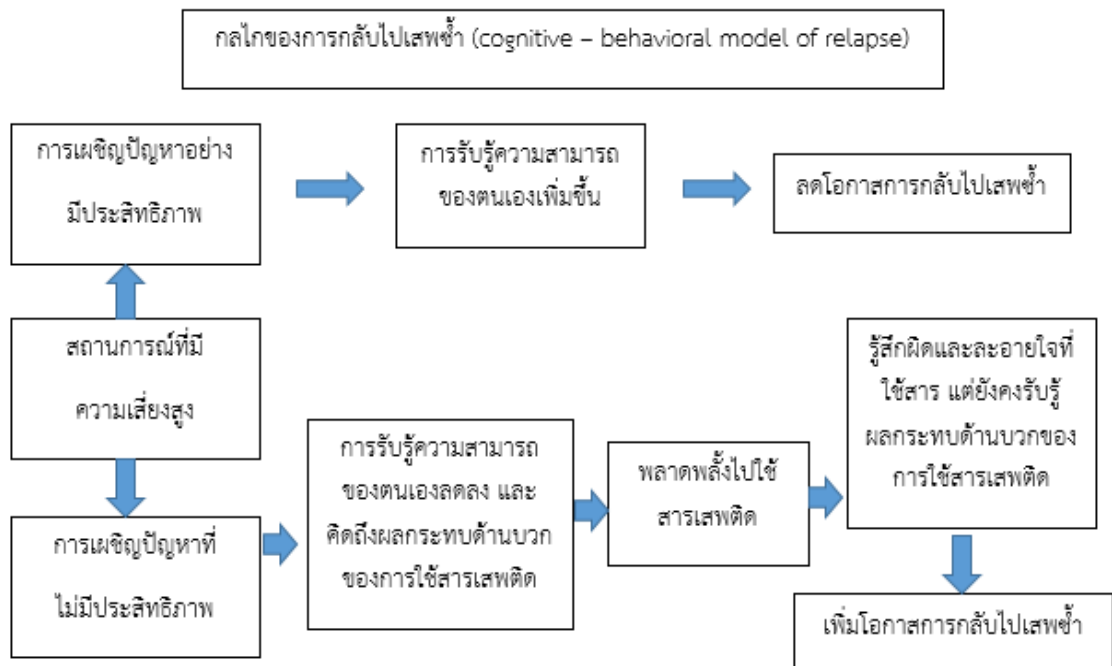 กลไกของการกลับไปเสพซ้ำ (cognitive – behavioral model of relapse)
การเผชิญปัญหาอย่าง
มีประสิทธิภาพ
การรับรู้ความสามารถ
ของตนเองเพิ่มขึ้น
ลดโอกาสการกลับไปเสพซ้ำ
สถานการณ์ที่มี
ความเสี่ยงสูง
การเผชิญปัญหาที่
ไม่มีประสิทธิภาพ
การรับรู้ความสามารถ
ของตนเองลดลง และ
คิดถึงผลกระทบด้านบวก
ของการใช้สารเสพติด
พลาดพลั้งไปใช้
สารเสพติด
รู้สึกผิดและละอายใจที่
ใช้สาร แต่ยังคงรับรู้
ผลกระทบด้านบวกของ
การใช้สารเสพติด
เพิ่มโอกาสการกลับไปเสพซ้ำ